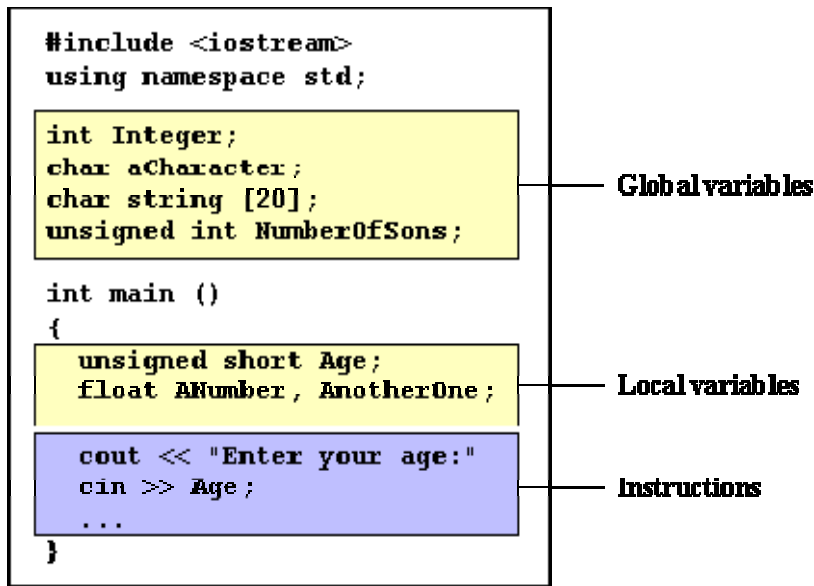 #include <iostream>
using namespace std;
int Integer;
char aCharacter;
char string [20];
unsigned int NumberOfSons;
Global variables
int main ()
{
unsigned short Age;
float ANumber, AnotherOne;
Local variables
cout << "Enter your age:"
cin >> Age;
...
Instructions
}